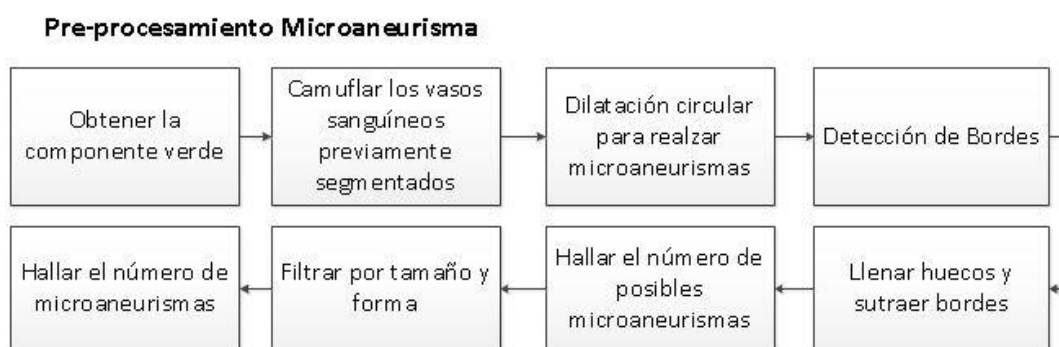 Pre-procesamiento Microaneurisma
Obtener la
componente verde
Camuflar los vasos
sanguíneos
previamente
segmentados
Dilatación circular
para realzar
microaneurismas
Detección de Bordes
Llenar huecos y
sutraer bordes
Hallar el número de
posibles
microaneurismas
Filtrar por tamaño y
forma
Hallar el número de
microaneurismas